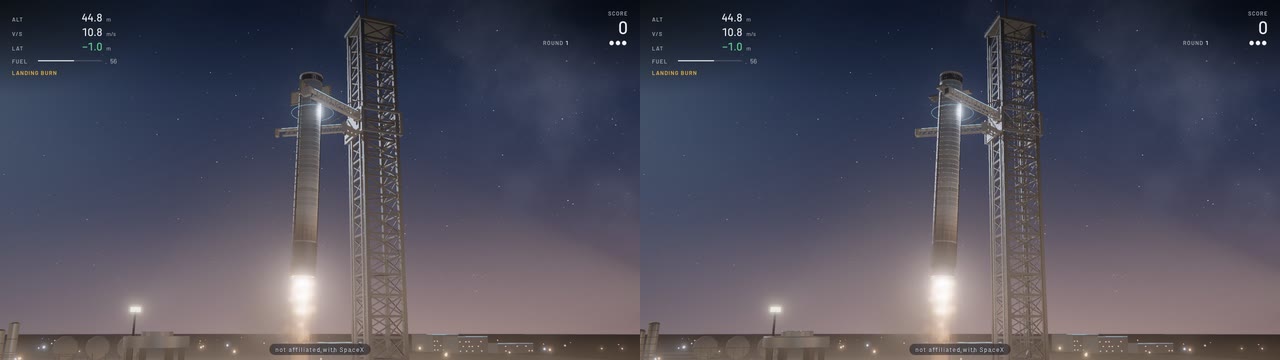 ALT 44.8 m
V/S 10.8 m/s
LAT −1.0 m
FUEL 56
LANDING BURN
SCORE
0
ROUND 1
not affiliated with SpaceX
ALT 44.8 m
V/S 10.8 m/s
LAT −1.0 m
FUEL 56
LANDING BURN
SCORE
0
ROUND 1
not affiliated with SpaceX